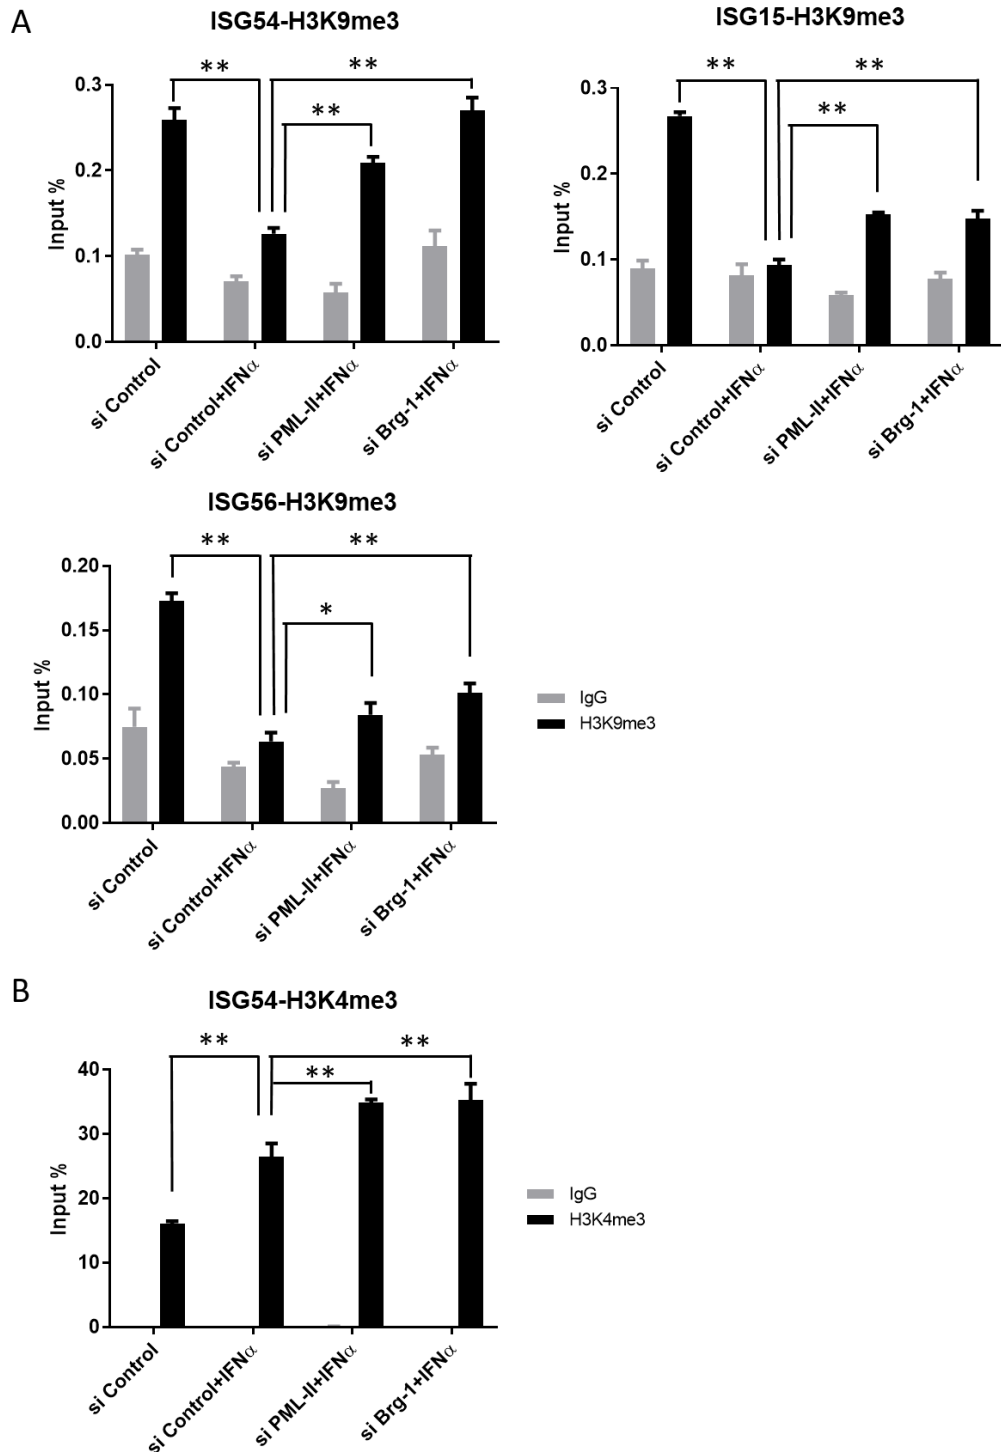 A
ISG54-H3K9me3
** ** **
Input %
0.3
0.2
0.1
0.0
si Control
si Control+IFNα
si PML-II+IFNα
si Brg-1+IFNα
ISG15-H3K9me3
** ** **
Input %
0.3
0.2
0.1
0.0
si Control
si Control+IFNα
si PML-II+IFNα
si Brg-1+IFNα
ISG56-H3K9me3
** ** *
Input %
0.20
0.15
0.10
0.05
0.00
si Control
si Control+IFNα
si PML-II+IFNα
si Brg-1+IFNα
IgG
H3K9me3
B
ISG54-H3K4me3
** ** **
Input %
40
30
20
10
0
si Control
si Control+IFNα
si PML-II+IFNα
si Brg-1+IFNα
IgG
H3K4me3